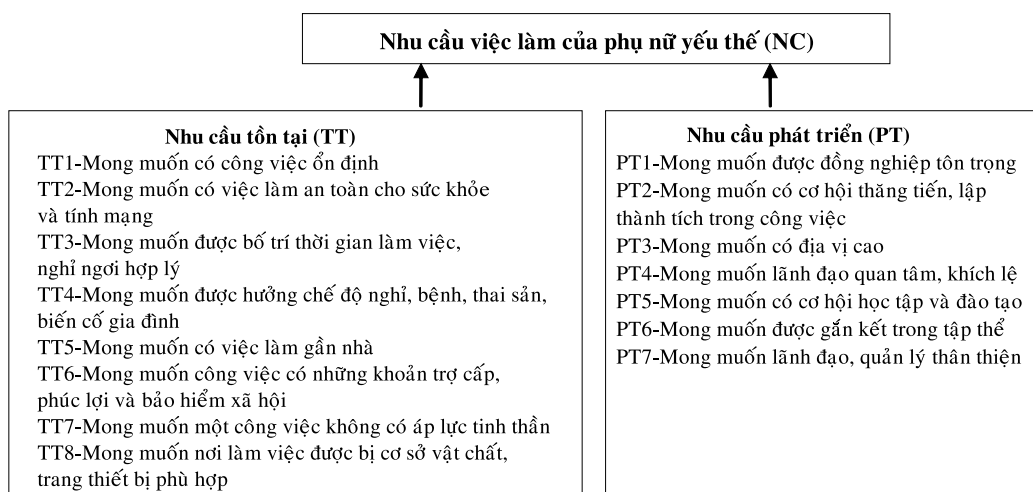 Nhu cầu việc làm của phụ nữ yếu thế (NC)
Nhu cầu tồn tại (TT)
TT1-Mong muốn có công việc ổn định
TT2-Mong muốn có việc làm an toàn cho sức khỏe
và tính mạng
TT3-Mong muốn được bố trí thời gian làm việc,
nghỉ ngơi hợp lý
TT4-Mong muốn được hưởng chế độ nghỉ, bệnh, thai sản,
biến cố gia đình
TT5-Mong muốn có việc làm gần nhà
TT6-Mong muốn công việc có những khoản trợ cấp,
phúc lợi và bảo hiểm xã hội
TT7-Mong muốn một công việc không có áp lực tinh thần
TT8-Mong muốn nơi làm việc được bị cơ sở vật chất,
trang thiết bị phù hợp
Nhu cầu phát triển (PT)
PT1-Mong muốn được đồng nghiệp tôn trọng
PT2-Mong muốn có cơ hội thăng tiến, lập
thành tích trong công việc
PT3-Mong muốn có địa vị cao
PT4-Mong muốn lãnh đạo quan tâm, khích lệ
PT5-Mong muốn có cơ hội học tập và đào tạo
PT6-Mong muốn được gắn kết trong tập thể
PT7-Mong muốn lãnh đạo, quản lý thân thiện